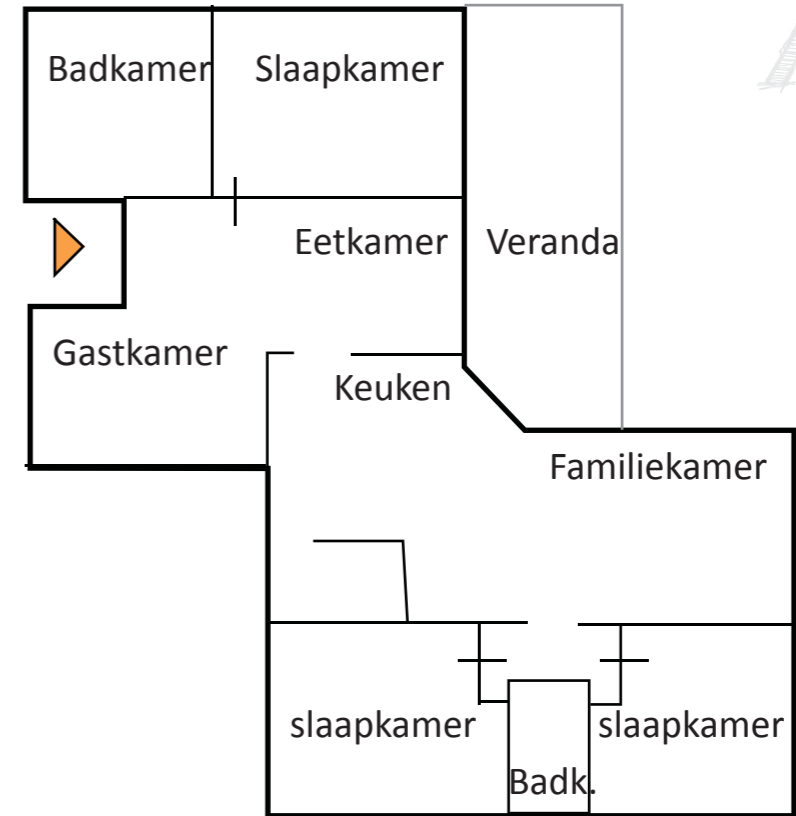 Badkamer
Slaapkamer
Eetkamer
Veranda
Gastkamer
Keuken
Familiekamer
slaapkamer
slaapkamer
Badk.